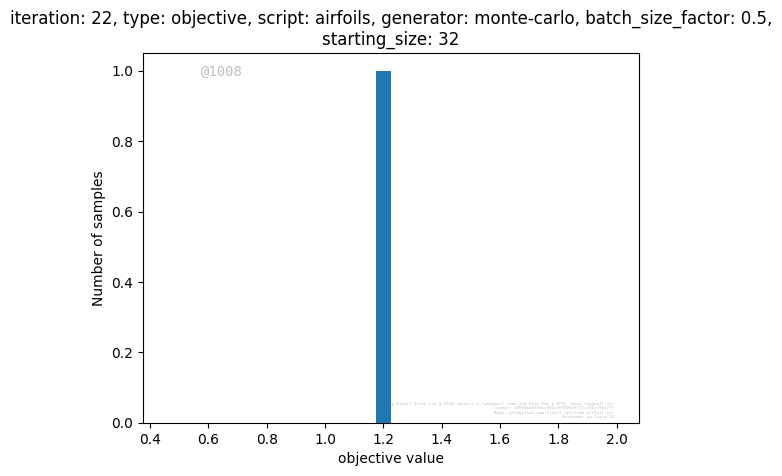 iteration: 22, type: objective, script: airfoils, generator: monte-carlo, batch_size_factor: 0.5,
starting_size: 32
@1008
1.0
0.8
0.6
0.4
0.2
0.0
Number of samples
0.4 0.6 0.8 1.0 1.2 1.4 1.6 1.8 2.0
objective value